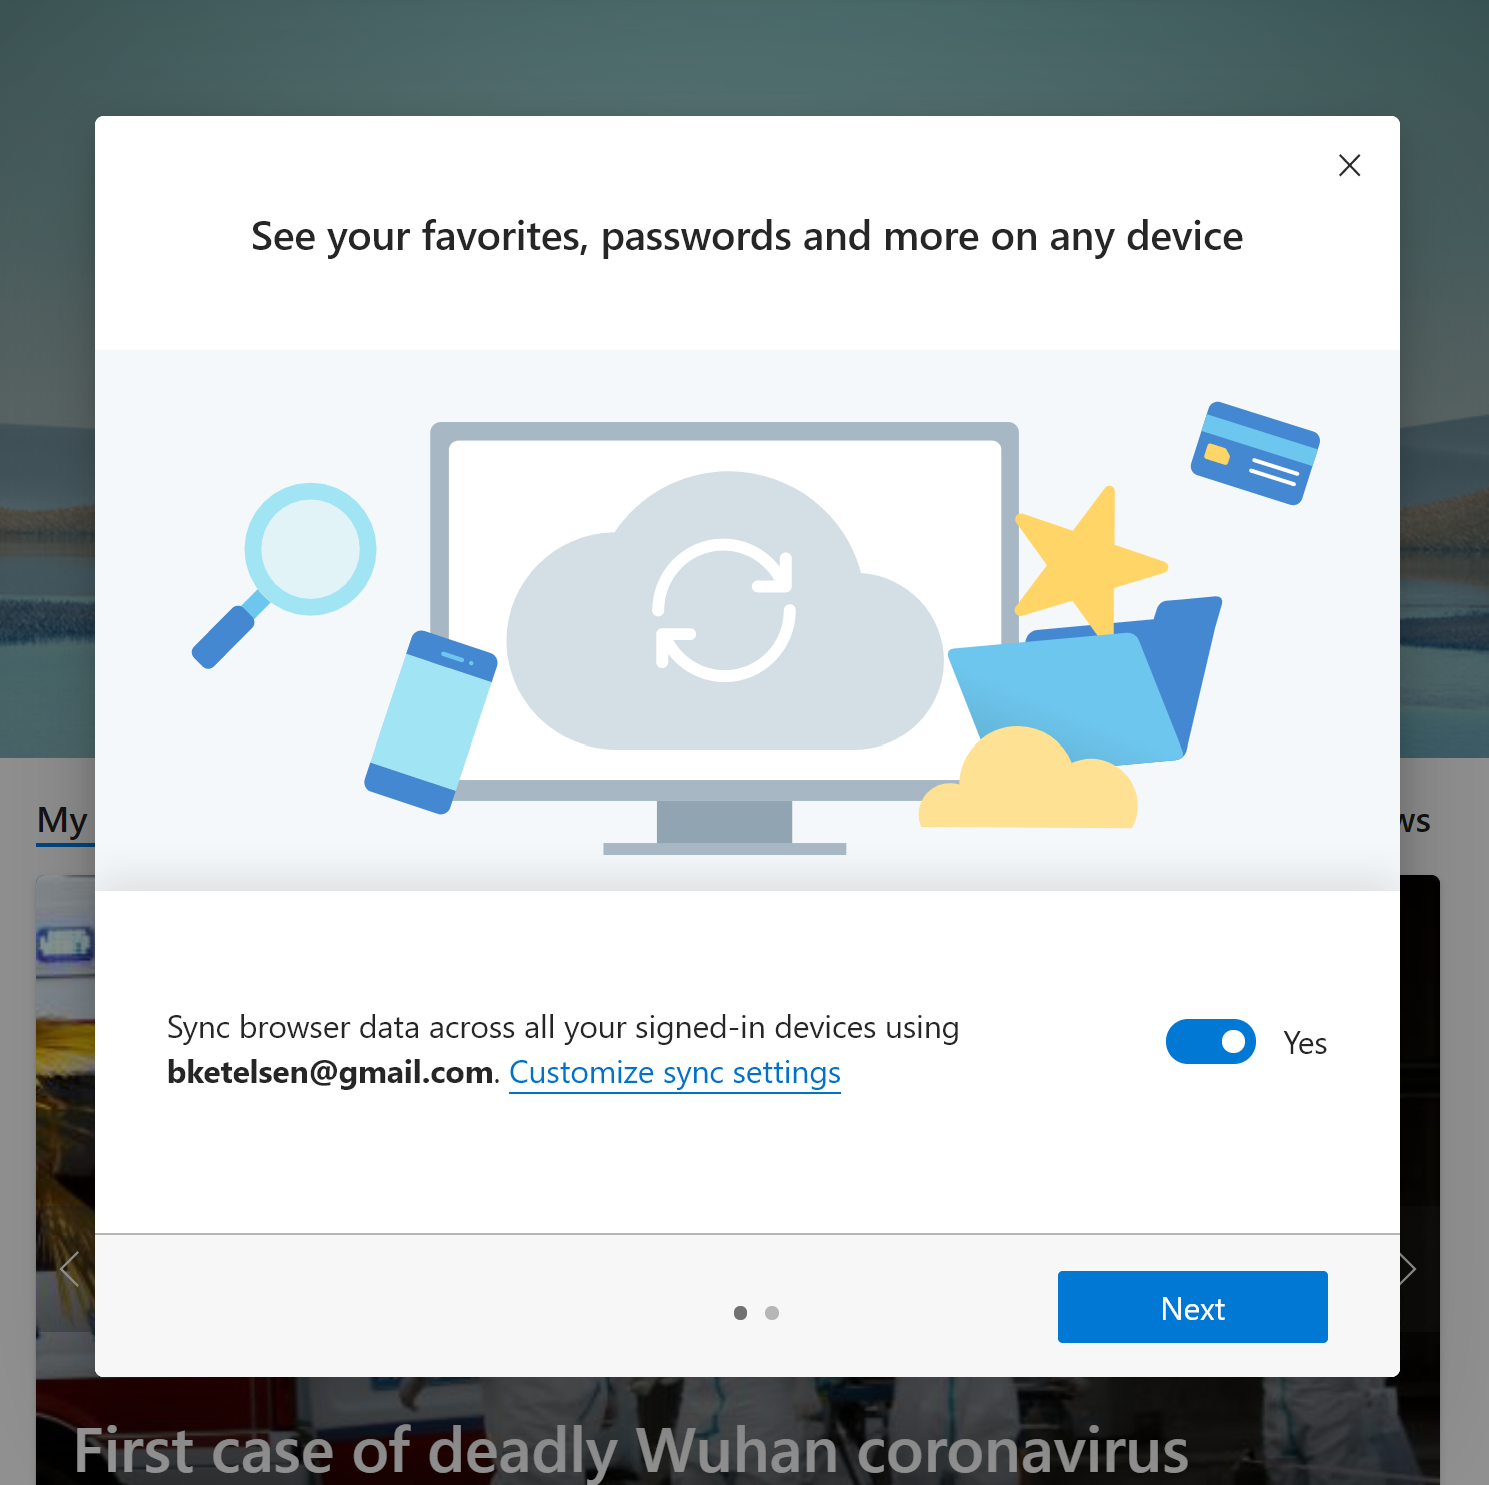 See your favorites, passwords and more on any device
My
ws
Sync browser data across all your signed-in devices using
bketelsen@gmail.com. Customize sync settings
Yes
Next
First case of deadly Wuhan coronavirus